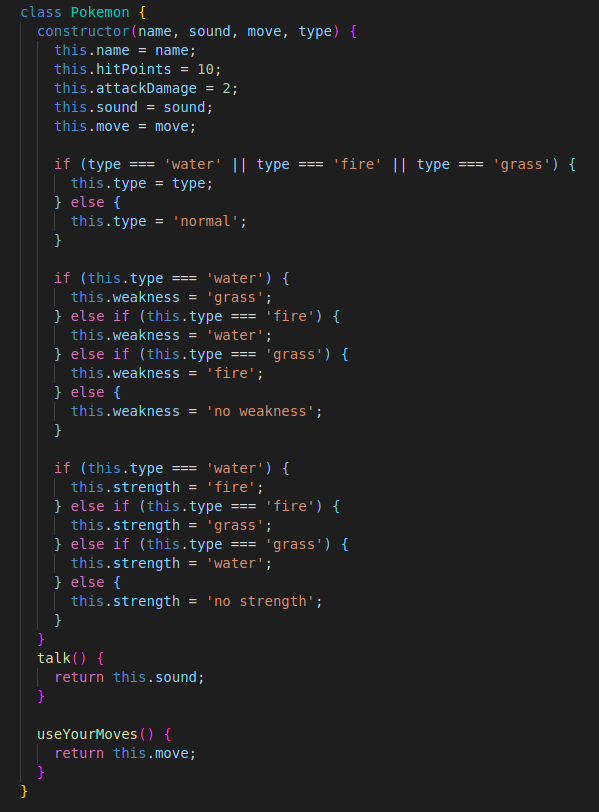 class Pokemon {
  constructor(name, sound, move, type) {
    this.name = name;
    this.hitPoints = 10;
    this.attackDamage = 2;
    this.sound = sound;
    this.move = move;

    if (type === 'water' || type === 'fire' || type === 'grass') {
      this.type = type;
    } else {
      this.type = 'normal';
    }

    if (this.type === 'water') {
      this.weakness = 'grass';
    } else if (this.type === 'fire') {
      this.weakness = 'water';
    } else if (this.type === 'grass') {
      this.weakness = 'fire';
    } else {
      this.weakness = 'no weakness';
    }

    if (this.type === 'water') {
      this.strength = 'fire';
    } else if (this.type === 'fire') {
      this.strength = 'grass';
    } else if (this.type === 'grass') {
      this.strength = 'water';
    } else {
      this.strength = 'no strength';
    }
  }
  talk() {
    return this.sound;
  }

  useYourMoves() {
    return this.move;
  }
}